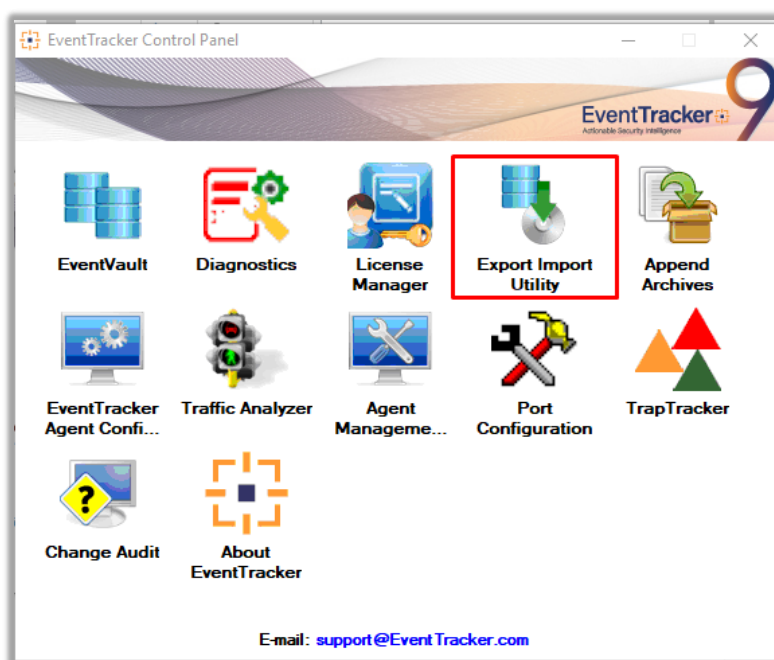 EventTracker Control Panel
EventTracker
9
Actionable Security Intelligence
EventVault
Diagnostics
License
Manager
Export Import
Utility
Append
Archives
EventTracker
Agent Confi...
Traffic Analyzer
Agent
Manageme...
Port
Configuration
TrapTracker
?
Change Audit
About
EventTracker
E-mail: support@EventTracker.com